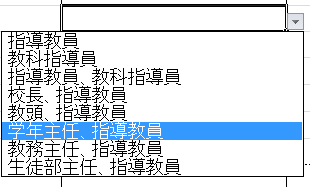 指導教員
教科指導員
指導教員、教科指導員
校長、指導教員
教頭、指導教員
学年主任、指導教員
教務主任、指導教員
生徒部主任、指導教員